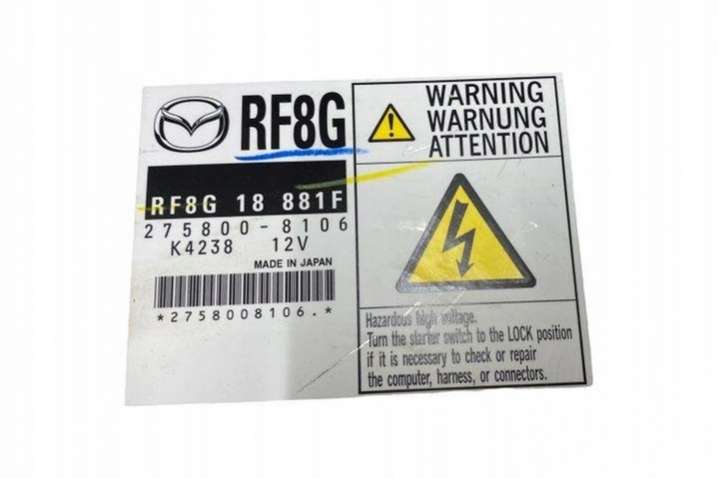 RF8G
RF8G 18 881F
275800-8106
K4238 12V
MADE IN JAPAN
*2758008106.*
WARNING
WARNUNG
ATTENTION
Hazardous high voltage.
Turn the starter switch to the LOCK position
if it is necessary to check or repair
the computer, harness, or connectors.